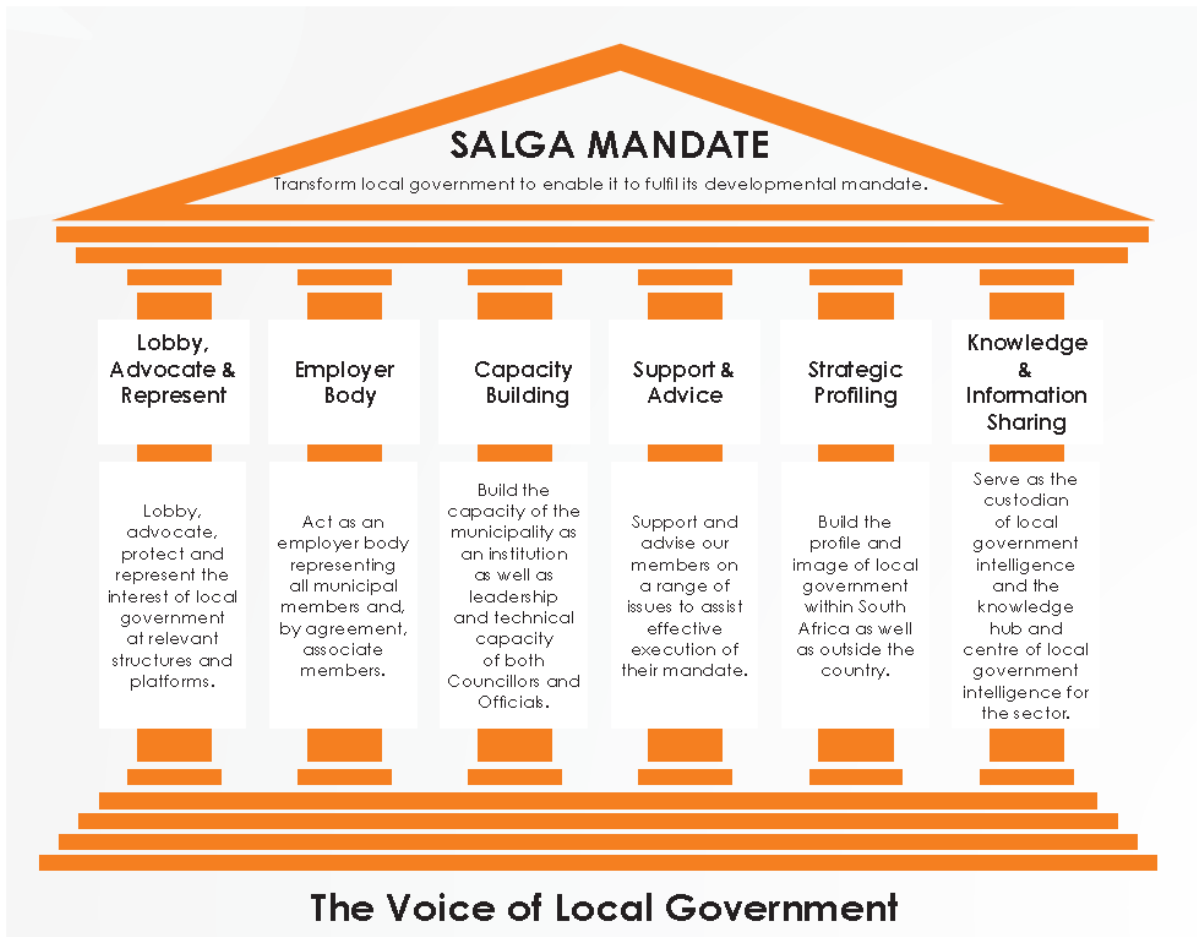 SALGA MANDATE
Transform local government to enable it to fulfil its developmental mandate.
Lobby,
Advocate &
Represent
Employer
Body
Capacity
Building
Support &
Advice
Strategic
Profiling
Knowledge
&
Information
Sharing
Lobby,
advocate,
protect and
represent the
interest of local
government
at relevant
structures and
platforms.
Act as an
employer body
representing
all municipal
members and,
by agreement,
associate
members.
Build the
capacity of the
municipality as
an institution
as well as
leadership
and technical
capacity
of both
Councillors and
Officials.
Support and
advise our
members on
a range of
issues to assist
effective
execution of
their mandate.
Build the
profile and
image of local
government
within South
Africa as well
as outside the
country.
Serve as the
custodian
of local
government
intelligence
and the
knowledge
hub and
centre of local
government
intelligence for
the sector.
The Voice of Local Government